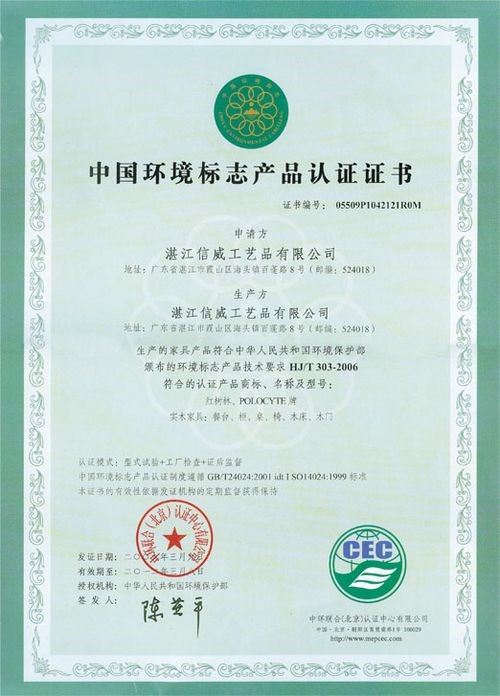 中国环境标志
CHINA ENVIRONMENTAL LABELLING
中国环境标志产品认证证书
证书编号： 05509P1042121R0M
申请方
湛江信威工艺品有限公司
地址：广东省湛江市霞山区海头镇百蓬路8号（邮编：524018）
生产方
湛江信威工艺品有限公司
地址：广东省湛江市霞山区海头镇百蓬路8号（邮编：524018）
生产的家具产品符合中华人民共和国环境保护部
颁布的环境标志产品技术要求 HJ/T 303-2006
符合的认证产品商标、名称及型号：
红树林、POLOCYTE 牌
实木家具：餐台、柜、桌、椅、木床、木门
认证模式：型式试验+工厂检查+证后监督
中国环境标志产品认证制度遵循 GB/T24024:2001 idt I SO14024:1999 标准
本证书的有效性依据发证机构的定期监督获得保持
中环联合（北京）认证中心有限公司
发证日期：二〇 年三月
有效期至：二〇一 年三月 日
授权机构：中华人民共和国环境保护部
签发人：
CEC
中环联合(北京)认证中心有限公司
中国·北京·朝阳区育慧南路1号 100029
http://www.mepcec.com